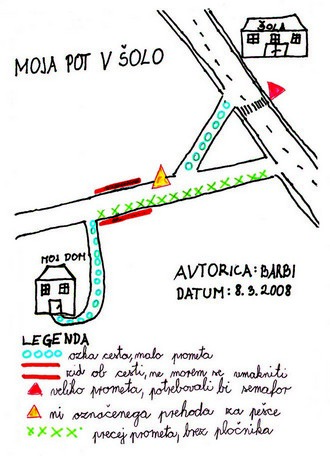 ŠOLA
MOJA POT V ŠOLO
MOJ DOM
AVTORICA: BARBI
DATUM: 8.3.2008
LEGENDA
ozka cesta, malo prometa
zid ob cesti, ne morem se umakniti
veliko prometa, potrebovali bi semafor
ni označenega prehoda za pešce
precej prometa, brez pločnika